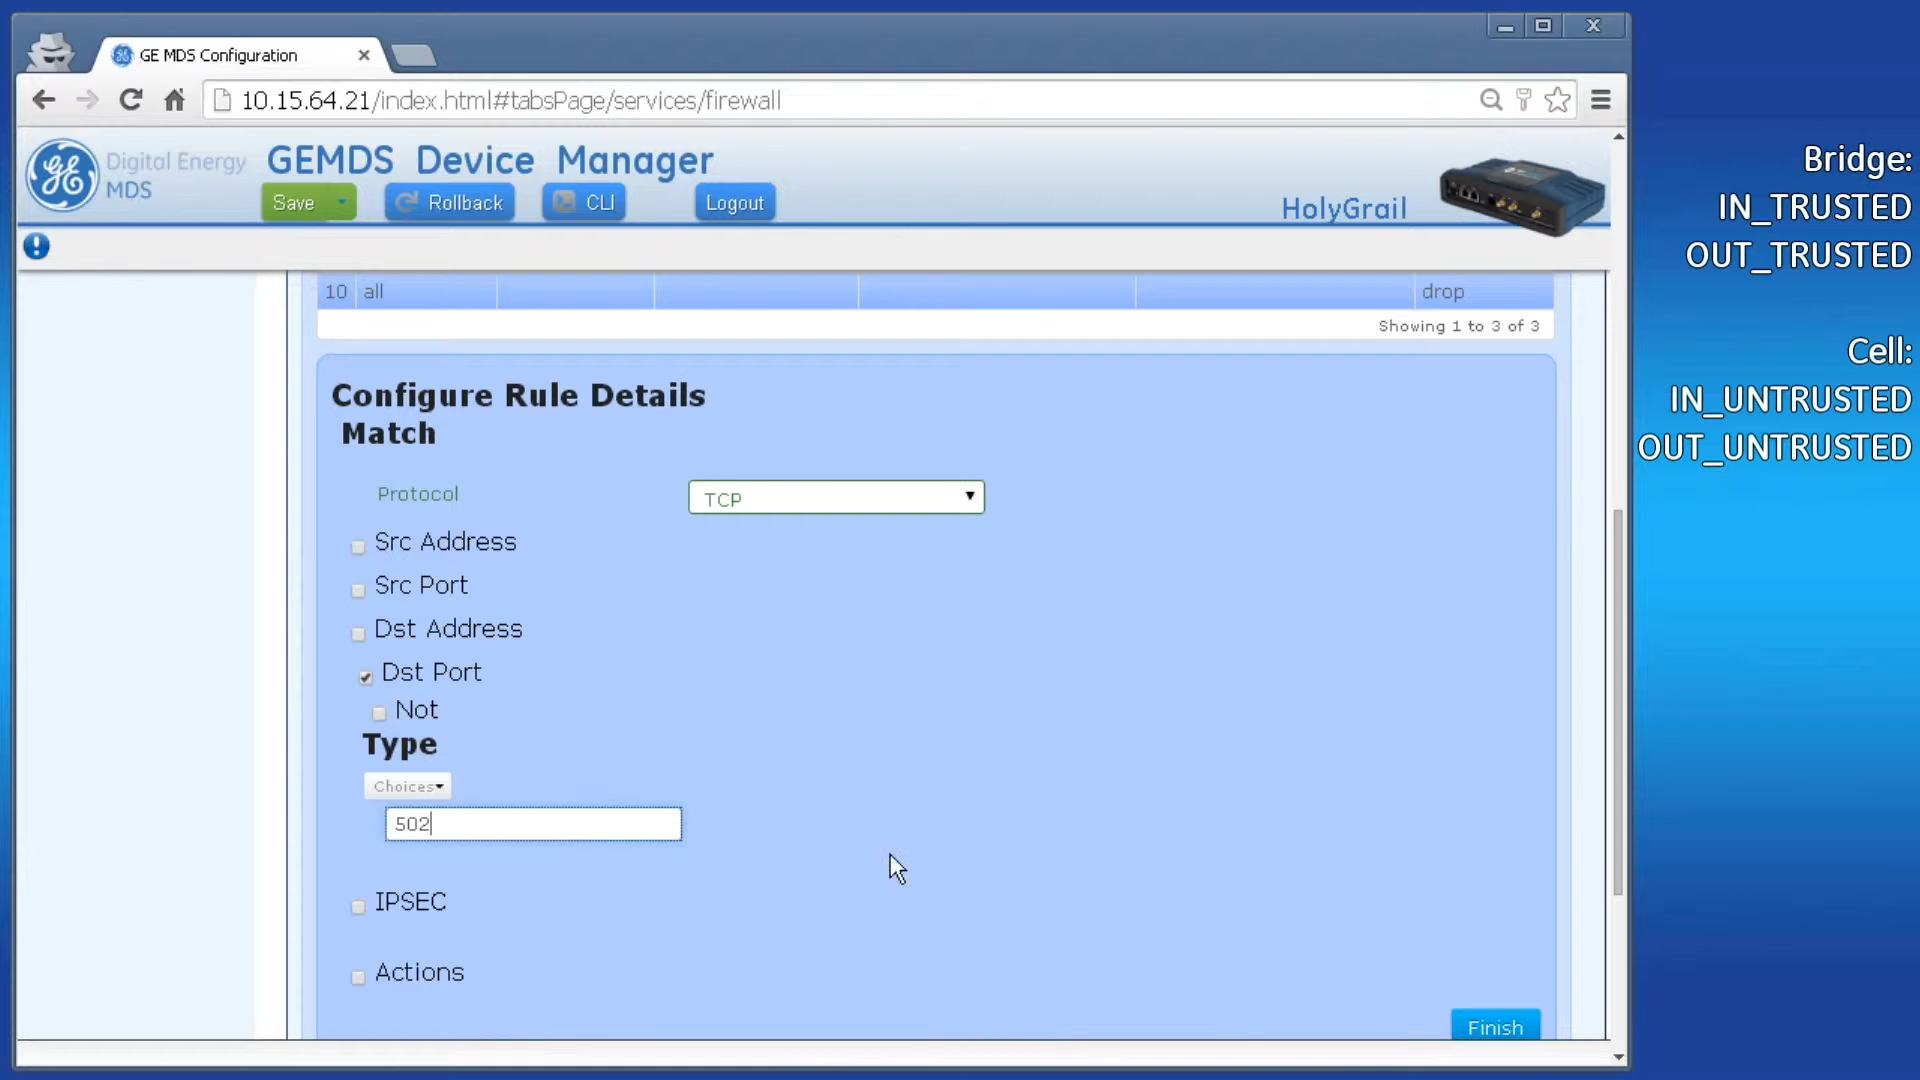 GE MDS Configuration
10.15.64.21/index.html#tabsPage/services/firewall
Digital Energy
MDS
GEMDS Device Manager
Save
Rollback
CLI
Logout
HolyGrail
10 all drop
Showing 1 to 3 of 3
Configure Rule Details
Match
Protocol TCP
Src Address
Src Port
Dst Address
Dst Port
Not
Type
Choices
502
IPSEC
Actions
Finish
Bridge:
IN_TRUSTED
OUT_TRUSTED
Cell:
IN_UNTRUSTED
OUT_UNTRUSTED